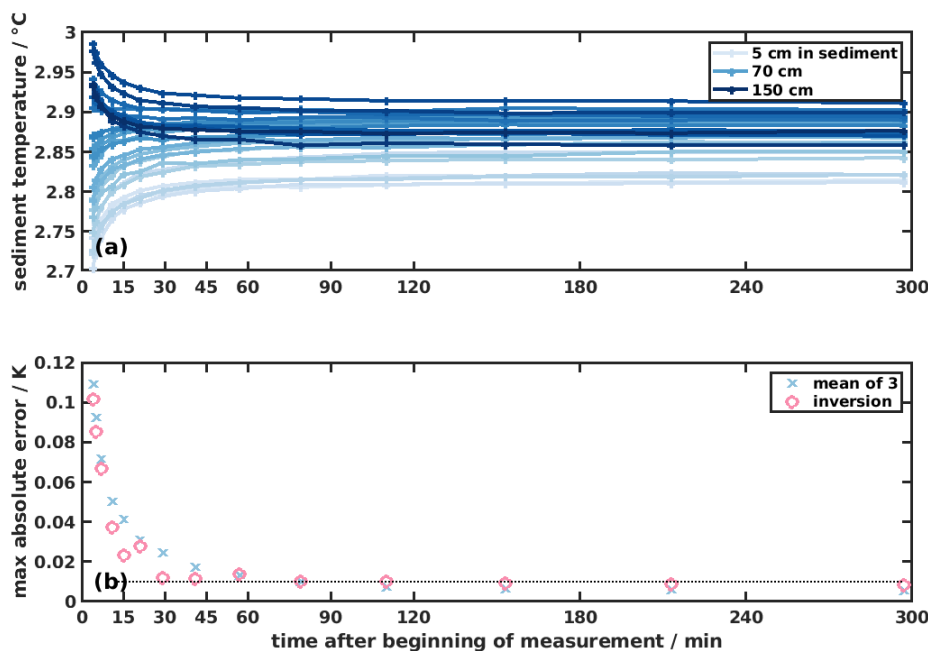 3
2.95
2.9
2.85
2.8
2.75
2.7
sediment temperature / °C
5 cm in sediment
70 cm
150 cm
(a)
0 15 30 45 60 90 120 180 240 300
0.12
0.1
0.08
0.06
0.04
0.02
0
max absolute error / K
mean of 3
inversion
(b)
0 15 30 45 60 90 120 180 240 300
time after beginning of measurement / min